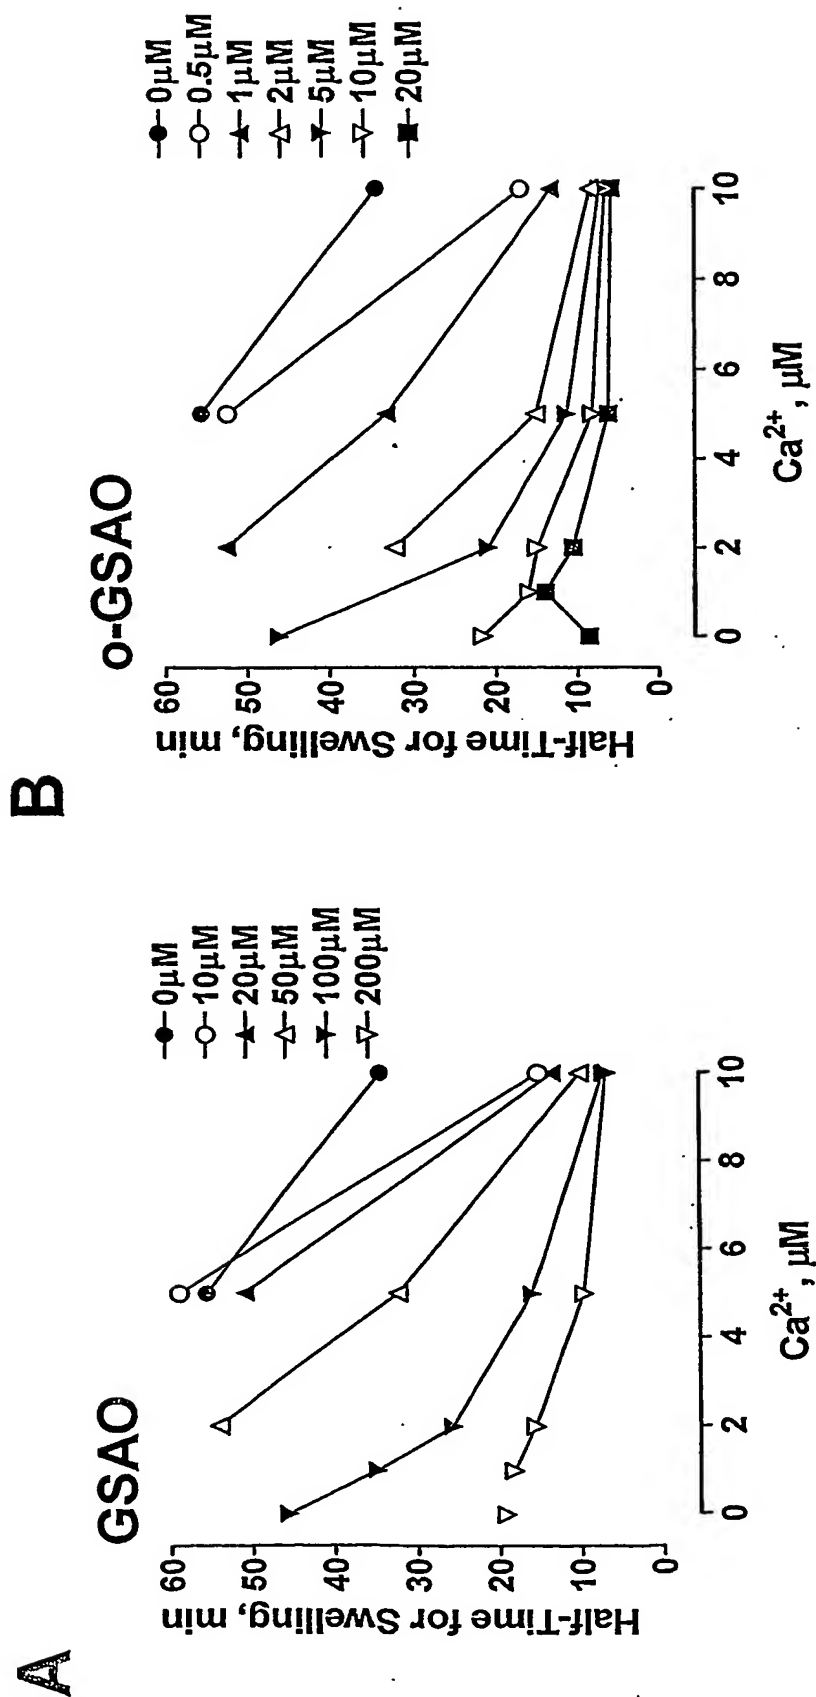 A
GSAO
Half-Time for Swelling, min
60
50
40
30
20
10
0
0
2
4
6
8
10
Ca²⁺, µM
0µM
10µM
20µM
50µM
100µM
200µM
B
o-GSAO
Half-Time for Swelling, min
60
50
40
30
20
10
0
0
2
4
6
8
10
Ca²⁺, µM
0µM
0.5µM
1µM
2µM
5µM
10µM
20µM